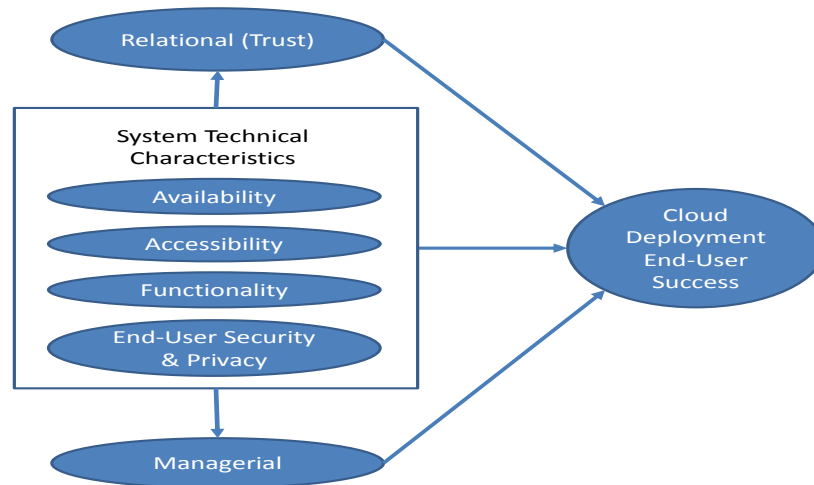 Relational (Trust)
System Technical
Characteristics
Availability
Accessibility
Functionality
End-User Security
& Privacy
Managerial
Cloud
Deployment
End-User
Success